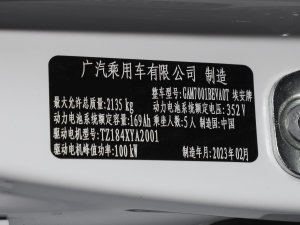 广汽乘用车有限公司 制造
整车型号:GAM7001BEVA0T 埃安牌
最大允许总质量:2135 kg 动力电池系统额定电压:352 V
动力电池系统额定容量:169Ah 乘坐人数:5人 制造国:中国
驱动电机型号:TZ184XYA2001
驱动电机峰值功率:100 kW 制造年月:2023年02月